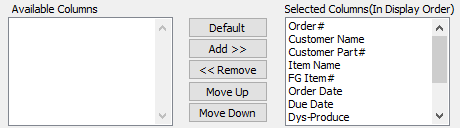 Available Columns
Default
Add >>
<< Remove
Move Up
Move Down
Selected Columns(In Display Order)
Order#
Customer Name
Customer Part#
Item Name
FG Item#
Order Date
Due Date
Dys-Produce